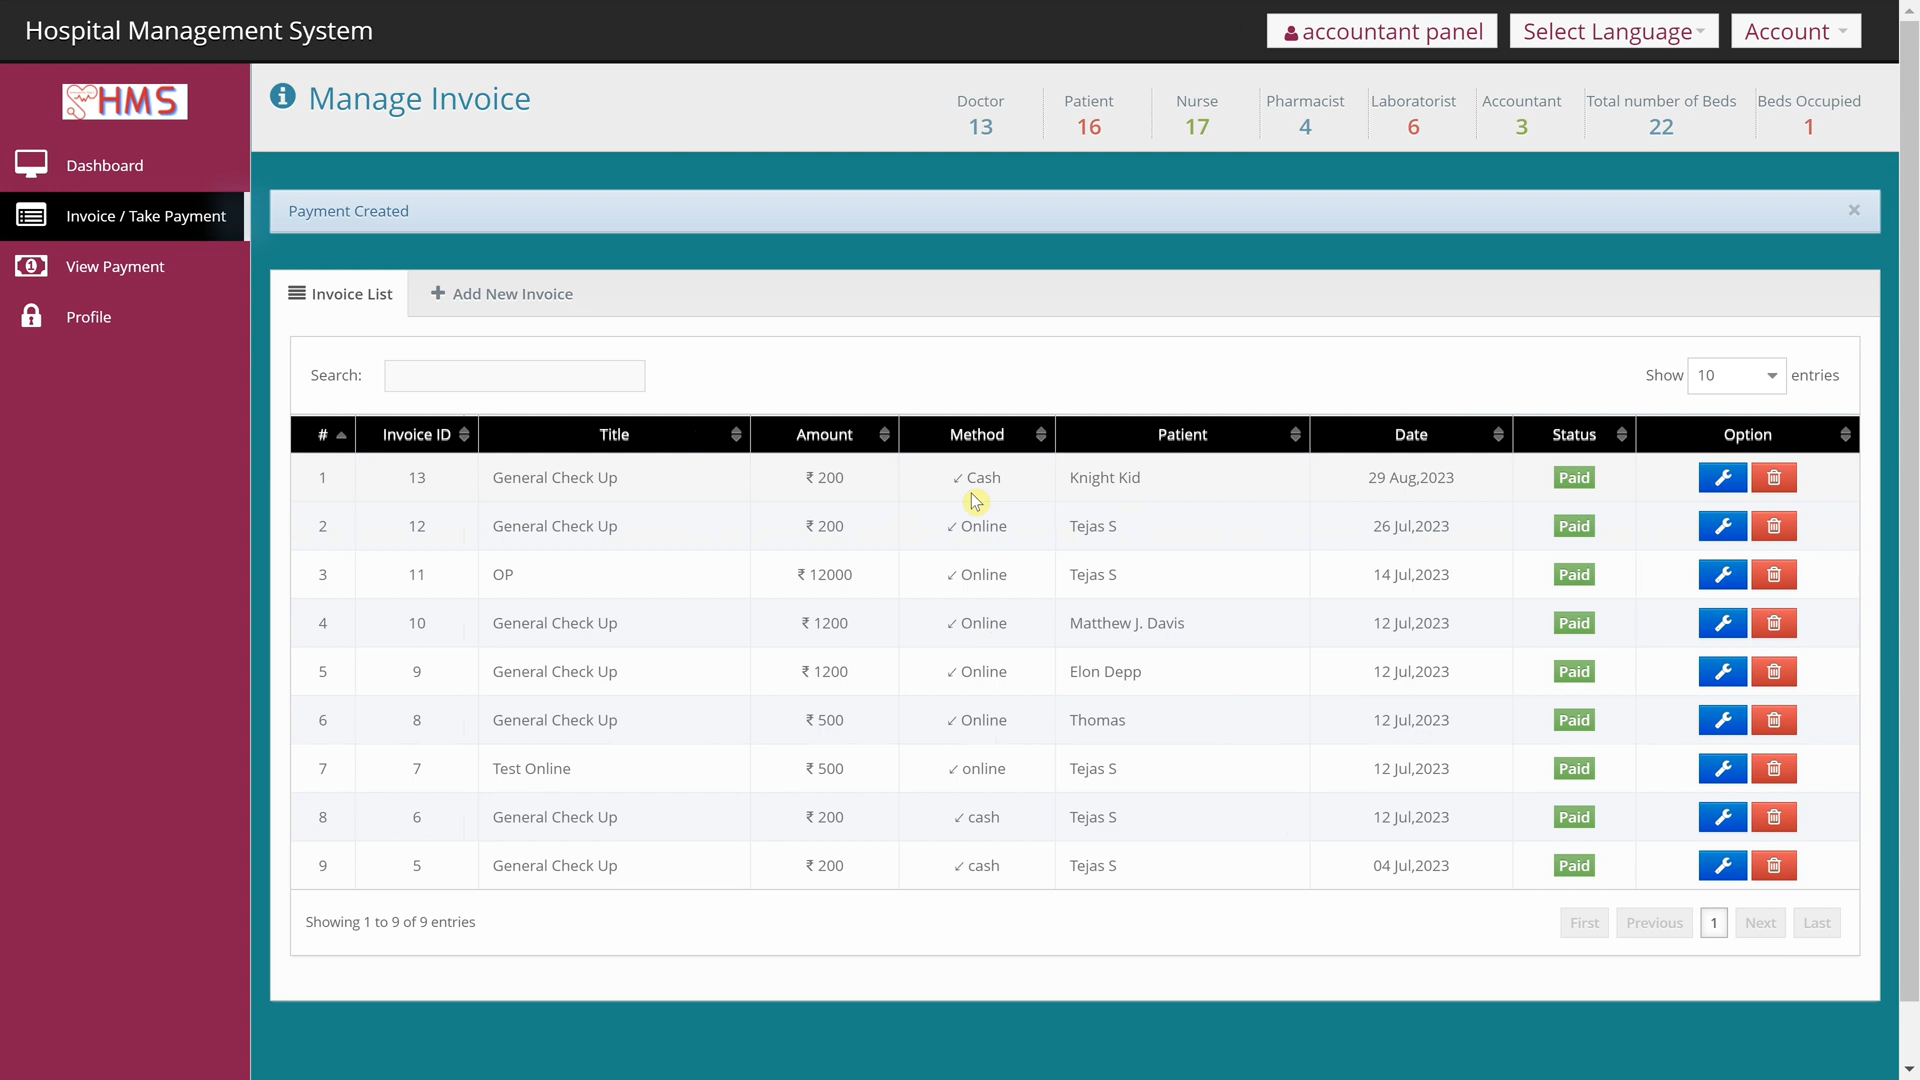 Hospital Management System
accountant panel
Select Language
Account
HMS
Dashboard
Invoice / Take Payment
View Payment
Profile
Manage Invoice
Doctor 13
Patient 16
Nurse 17
Pharmacist 4
Laboratorist 6
Accountant 3
Total number of Beds 22
Beds Occupied 1
Payment Created ×
Invoice List
Add New Invoice
Search:
Show 10 entries
# Invoice ID Title Amount Method Patient Date Status Option
1 13 General Check Up ₹ 200 ↙ Cash Knight Kid 29 Aug,2023 Paid
2 12 General Check Up ₹ 200 ↙ Online Tejas S 26 Jul,2023 Paid
3 11 OP ₹ 12000 ↙ Online Tejas S 14 Jul,2023 Paid
4 10 General Check Up ₹ 1200 ↙ Online Matthew J. Davis 12 Jul,2023 Paid
5 9 General Check Up ₹ 1200 ↙ Online Elon Depp 12 Jul,2023 Paid
6 8 General Check Up ₹ 500 ↙ Online Thomas 12 Jul,2023 Paid
7 7 Test Online ₹ 500 ↙ online Tejas S 12 Jul,2023 Paid
8 6 General Check Up ₹ 200 ↙ cash Tejas S 12 Jul,2023 Paid
9 5 General Check Up ₹ 200 ↙ cash Tejas S 04 Jul,2023 Paid
Showing 1 to 9 of 9 entries
First Previous 1 Next Last